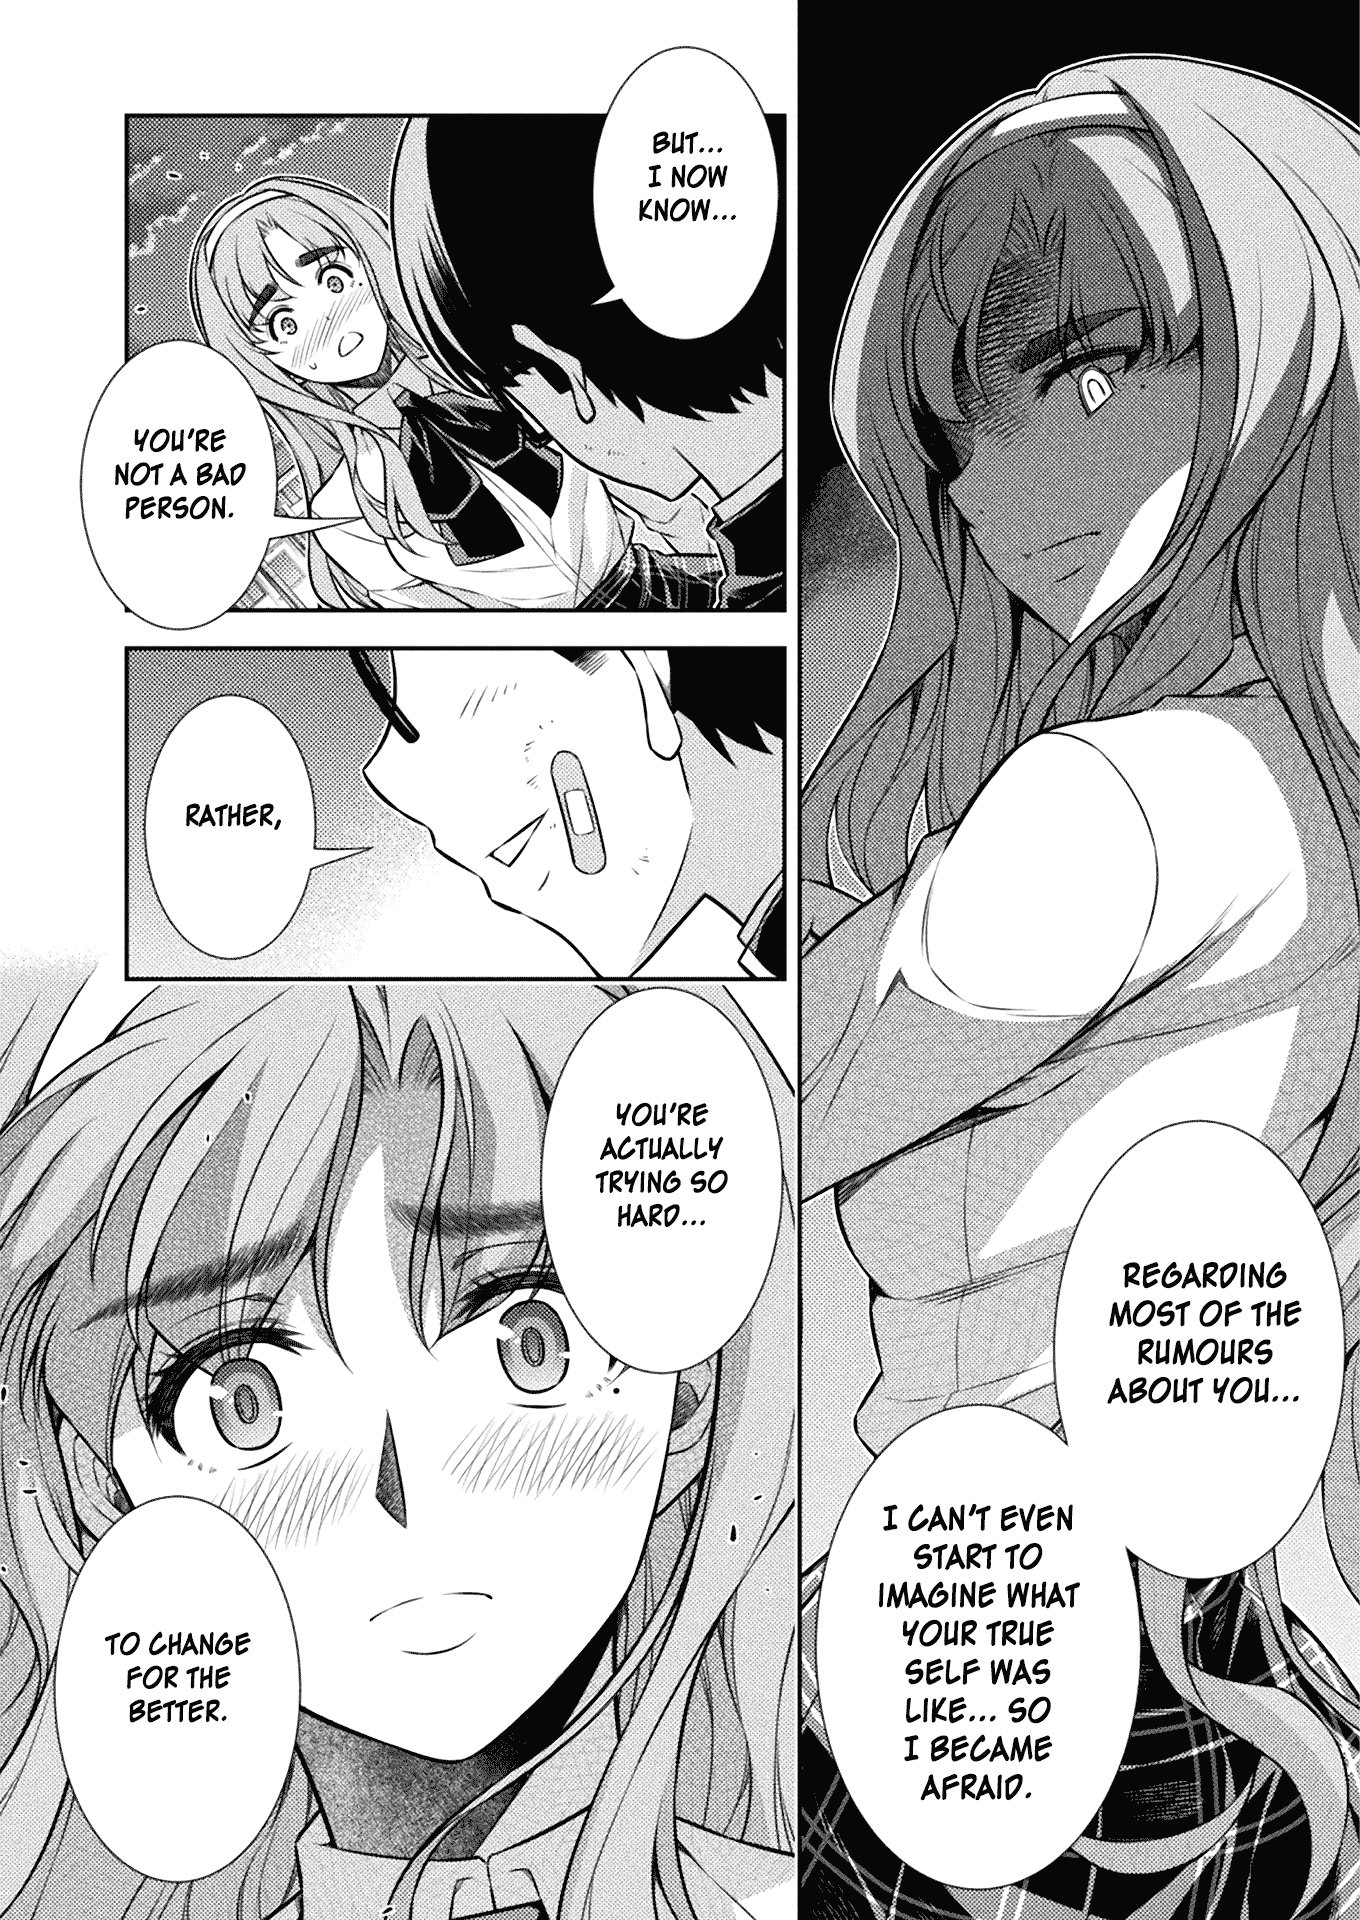 REGARDING
MOST OF THE
RUMOURS
ABOUT YOU...
I CAN'T EVEN
START TO
IMAGINE WHAT
YOUR TRUE
SELF WAS
LIKE... SO
I BECAME
AFRAID.
BUT...
I NOW
KNOW...
YOU'RE
NOT A BAD
PERSON.
RATHER,
YOU'RE
ACTUALLY
TRYING SO
HARD...
TO CHANGE
FOR THE
BETTER.